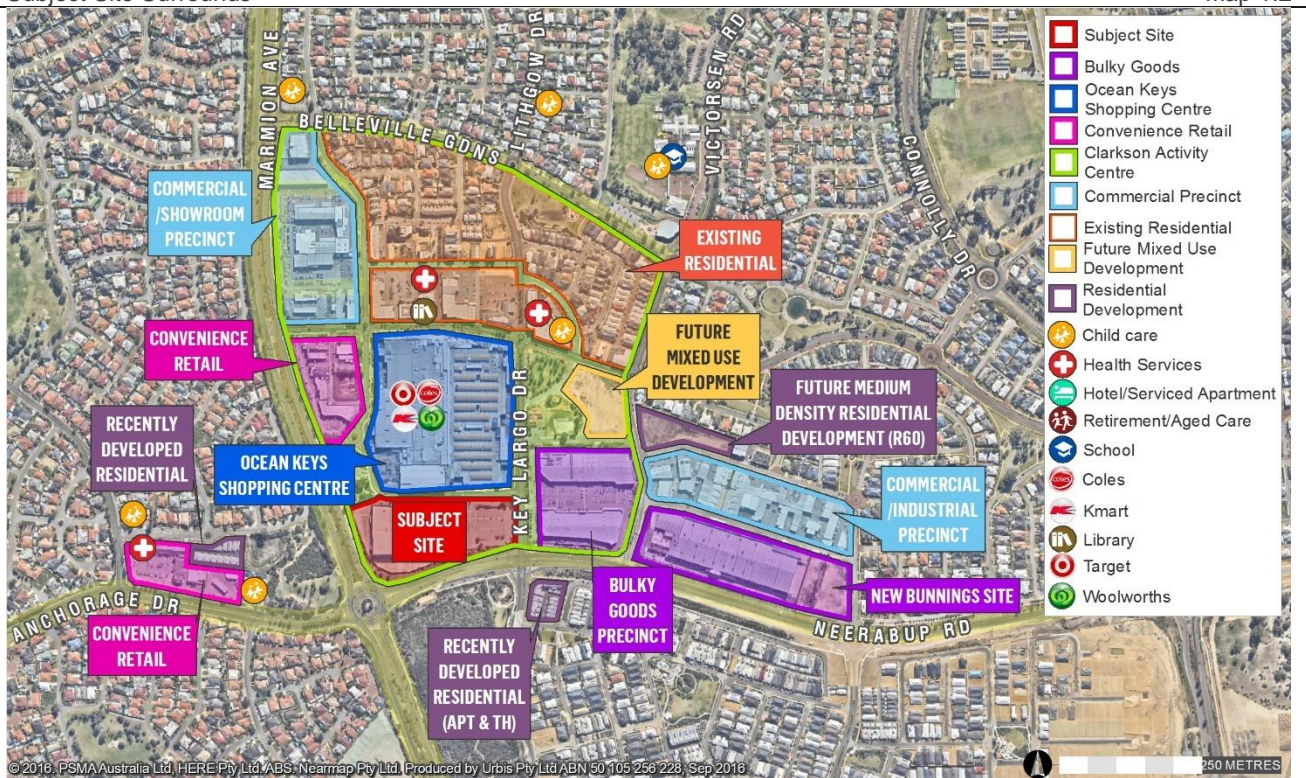 Subject Site Surrounds
MARMION AVE
BELLEVILLE GDNS
LITHGOW DR
VICTORSEN RD
CONNOLLY DR
COMMERCIAL
/SHOWROOM
PRECINCT
EXISTING
RESIDENTIAL
CONVENIENCE
RETAIL
FUTURE
MIXED USE
DEVELOPMENT
FUTURE MEDIUM
DENSITY RESIDENTIAL
DEVELOPMENT (R60)
RECENTLY
DEVELOPED
RESIDENTIAL
coles
OCEAN KEYS
SHOPPING CENTRE
KEY LARGO DR
COMMERCIAL
/INDUSTRIAL
PRECINCT
SUBJECT
SITE
BULKY
GOODS
PRECINCT
NEW BUNNINGS SITE
ANCHORAGE DR
CONVENIENCE
RETAIL
NEERABUP RD
RECENTLY
DEVELOPED
RESIDENTIAL
(APT & TH)
Subject Site
Bulky Goods
Ocean Keys
Shopping Centre
Convenience Retail
Clarkson Activity
Centre
Commercial Precinct
Existing Residential
Future Mixed Use
Development
Residential
Development
Child care
Health Services
Hotel/Serviced Apartment
Retirement/Aged Care
School
coles
Coles
Kmart
Library
Target
Woolworths
© 2016. PSMA Australia Ltd, HERE Pty Ltd. ABS. Nearmap Pty Ltd. Produced by Urbis Pty Ltd ABN 50 105 256 228, Sep 2016
250 METRES